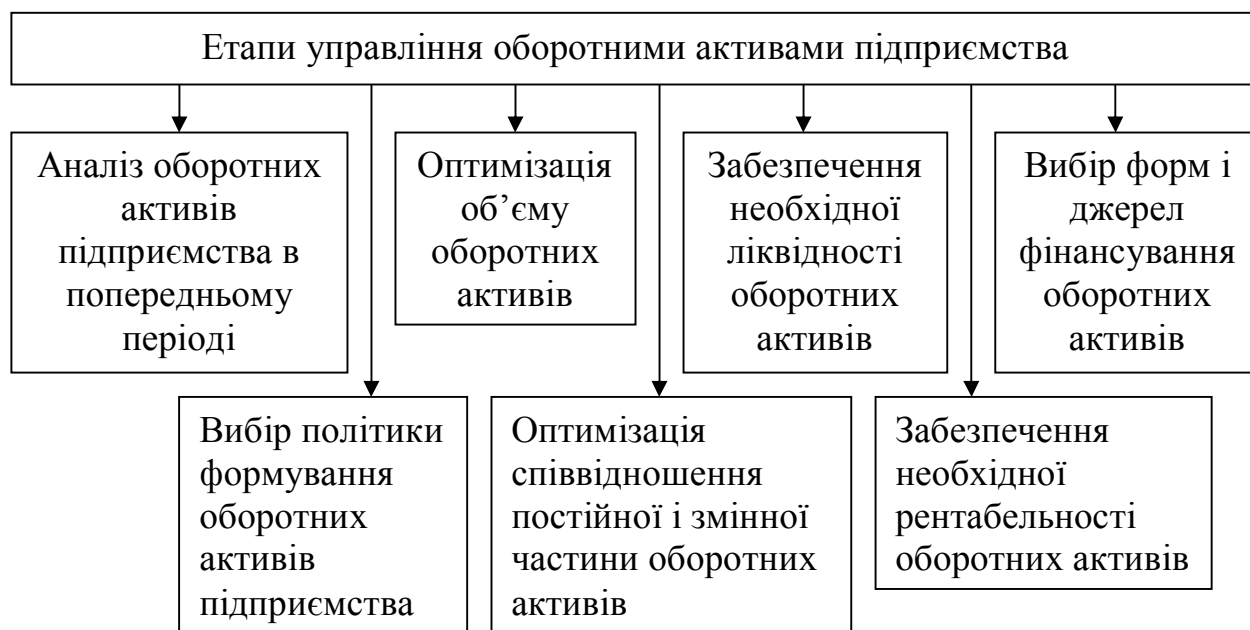 Етапи управління оборотними активами підприємства
Аналіз оборотних
активів
підприємства в
попередньому
періоді
Оптимізація
об’єму
оборотних
активів
Забезпечення
необхідної
ліквідності
оборотних
активів
Вибір форм і
джерел
фінансування
оборотних
активів
Вибір політики
формування
оборотних
активів
підприємства
Оптимізація
співвідношення
постійної і змінної
частини оборотних
активів
Забезпечення
необхідної
рентабельності
оборотних активів